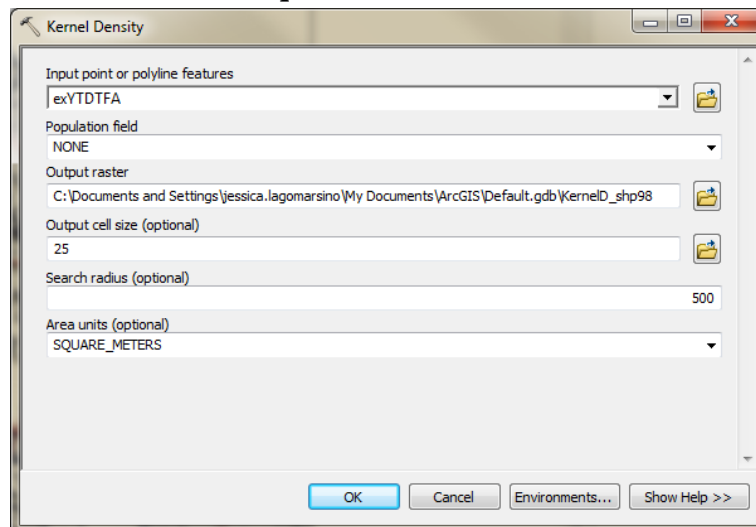 Kernel Density
Input point or polyline features
exYTDTFA
Population field
NONE
Output raster
C:\Documents and Settings\jessica.lagomarsino\My Documents\ArcGIS\Default.gdb\KernelD_shp98
Output cell size (optional)
25
Search radius (optional)
500
Area units (optional)
SQUARE_METERS
OK Cancel Environments... Show Help >>